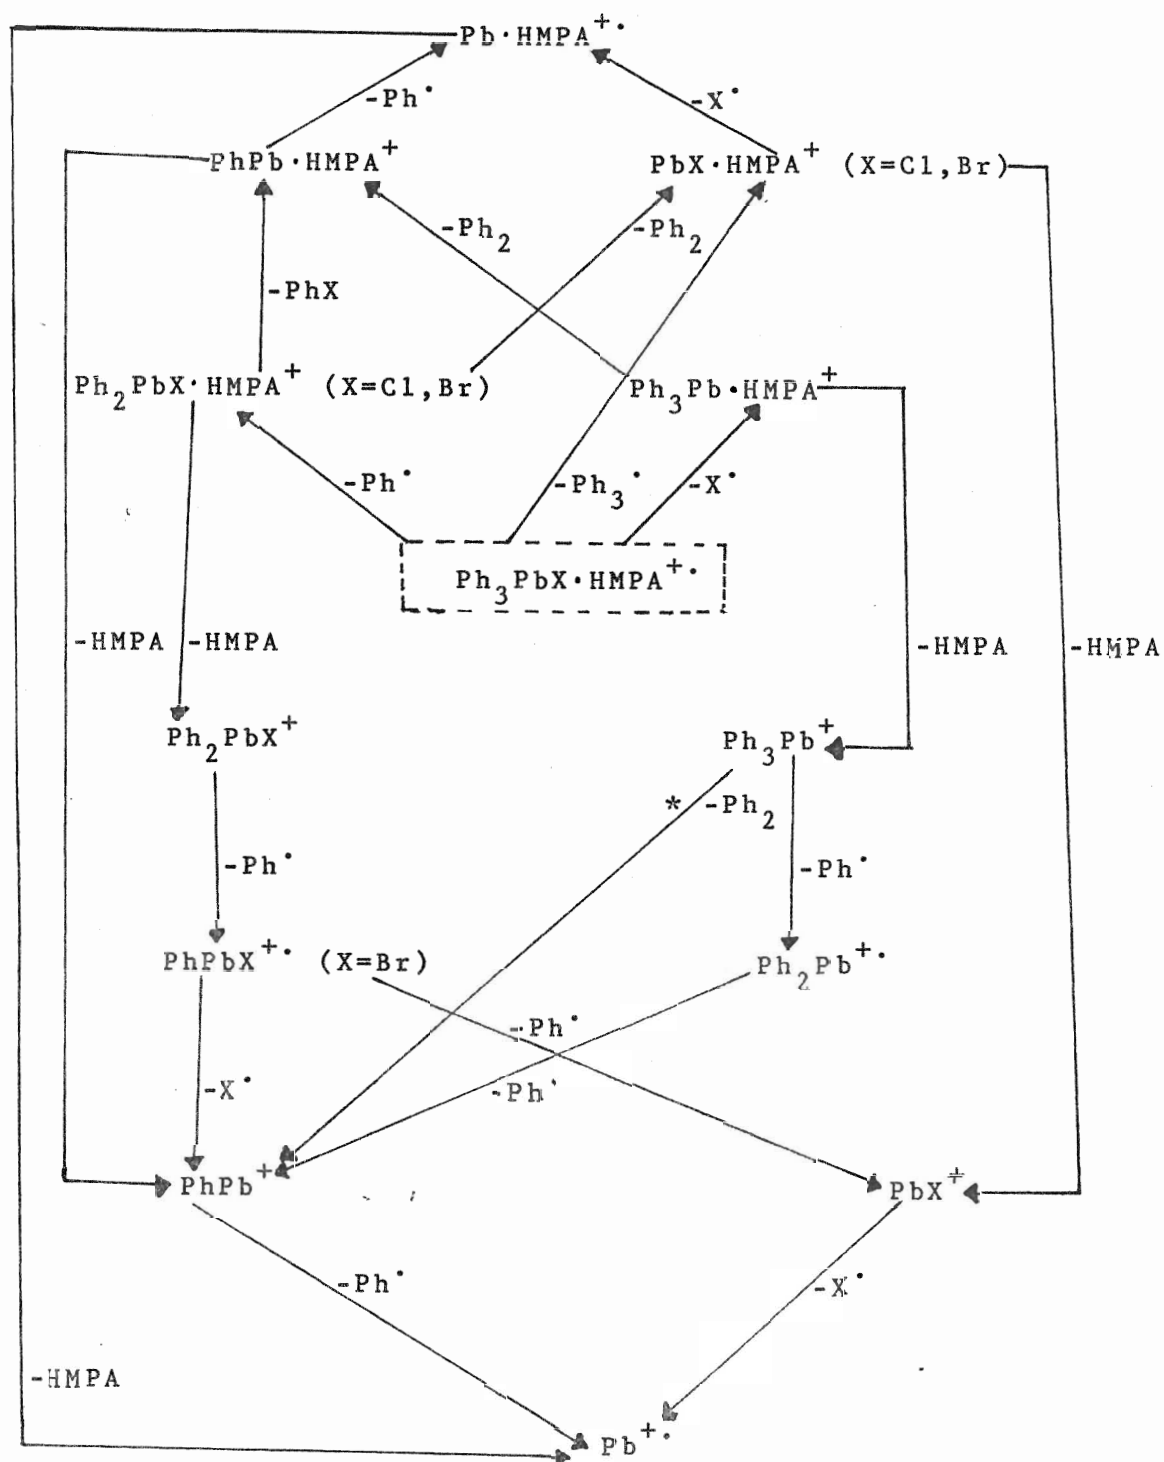 Pb·HMPA⁺·
-Ph·
-X·
PhPb·HMPA⁺
PbX·HMPA⁺ (X=Cl,Br)
-Ph₂
-Ph₂
-PhX
Ph₂PbX·HMPA⁺ (X=Cl,Br)
Ph₃Pb·HMPA⁺
-Ph·
-Ph₃·
-X·
Ph₃PbX·HMPA⁺·
-HMPA
-HMPA
-HMPA
-HMPA
Ph₂PbX⁺
Ph₃Pb⁺
* -Ph₂
-Ph·
-Ph·
PhPbX⁺· (X=Br)
Ph₂Pb⁺·
-Ph·
-X·
-Ph·
PhPb⁺
PbX⁺
-Ph·
-X·
-HMPA
Pb⁺·